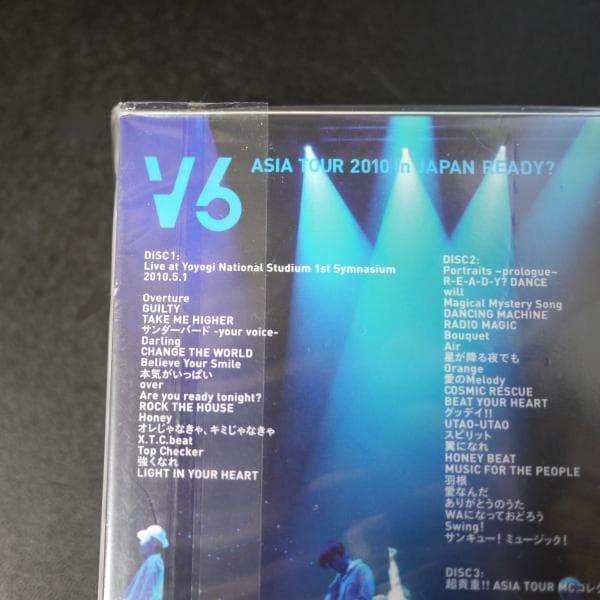 V6
ASIA TOUR 2010 in JAPAN READY?
DISC1:
Live at Yoyogi National Studium 1st Symnasium
2010.5.1
Overture
GUILTY
TAKE ME HIGHER
サンダーバード -your voice-
Darling
CHANGE THE WORLD
Believe Your Smile
本気がいっぱい
over
Are you ready tonight?
ROCK THE HOUSE
Honey
オレじゃなきゃ、キミじゃなきゃ
X.T.C.beat
Top Checker
強くなれ
LIGHT IN YOUR HEART
DISC2:
Portraits ~prologue~
R-E-A-D-Y? DANCE
will
Magical Mystery Song
DANCING MACHINE
RADIO MAGIC
Bouquet
Air
星が降る夜でも
Orange
愛のMelody
COSMIC RESCUE
BEAT YOUR HEART
グッデイ!!
UTAO-UTAO
スピリット
翼になれ
HONEY BEAT
MUSIC FOR THE PEOPLE
羽根
愛なんだ
ありがとうのうた
WAになっておどろう
Swing!
サンキュー! ミュージック!
DISC3:
超貴重!! ASIA TOUR MCコレク